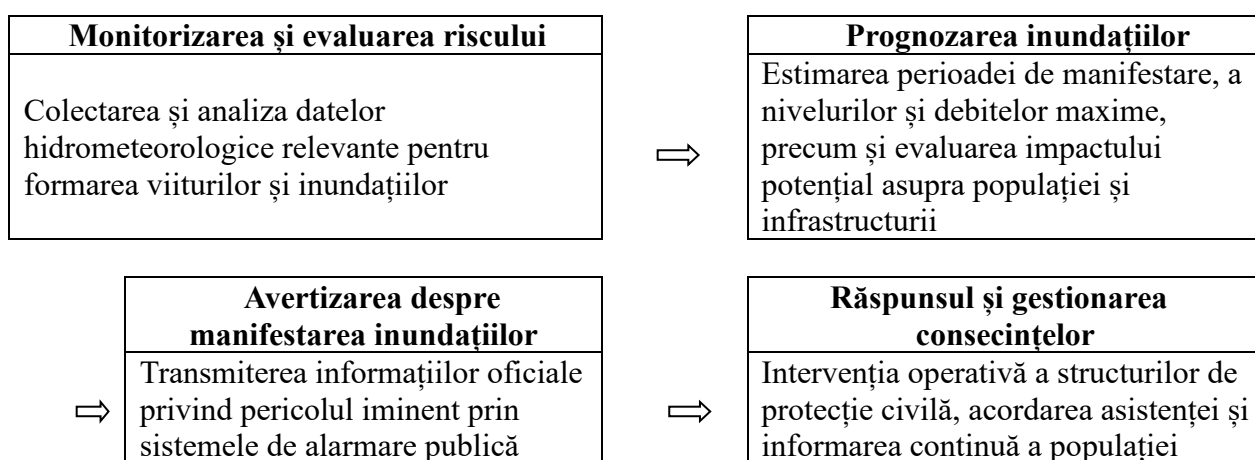 Monitorizarea și evaluarea riscului
Colectarea și analiza datelor
hidrometeorologice relevante pentru
formarea viiturilor și inundațiilor
Prognozarea inundațiilor
Estimarea perioadei de manifestare, a
nivelurilor și debitelor maxime,
precum și evaluarea impactului
potențial asupra populației și
infrastructurii
Avertizarea despre
manifestarea inundațiilor
Transmiterea informațiilor oficiale
privind pericolul iminent prin
sistemele de alarmare publică
Răspunsul și gestionarea
consecințelor
Intervenția operativă a structurilor de
protecție civilă, acordarea asistenței și
informarea continuă a populației